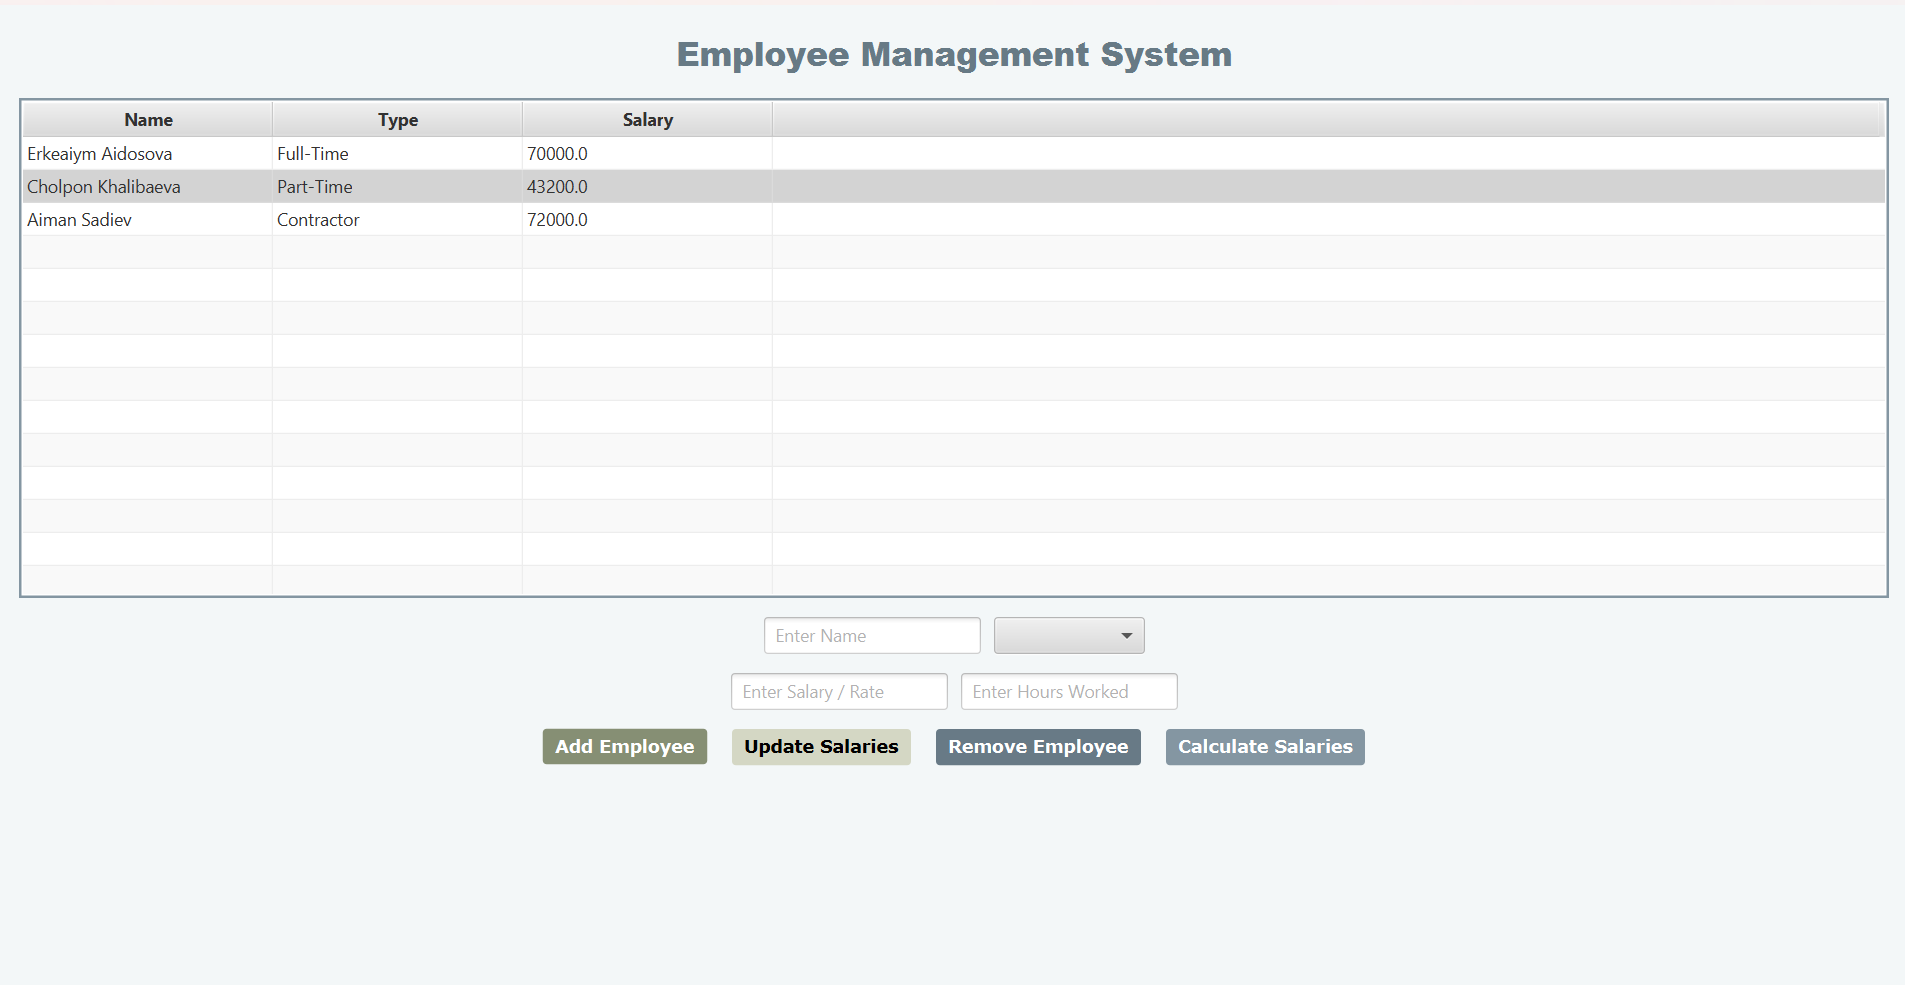 Employee Management System
Name Type Salary
Erkeaiym Aidosova Full-Time 70000.0
Cholpon Khalibaeva Part-Time 43200.0
Aiman Sadiev Contractor 72000.0
Enter Name
Enter Salary / Rate Enter Hours Worked
Add Employee Update Salaries Remove Employee Calculate Salaries